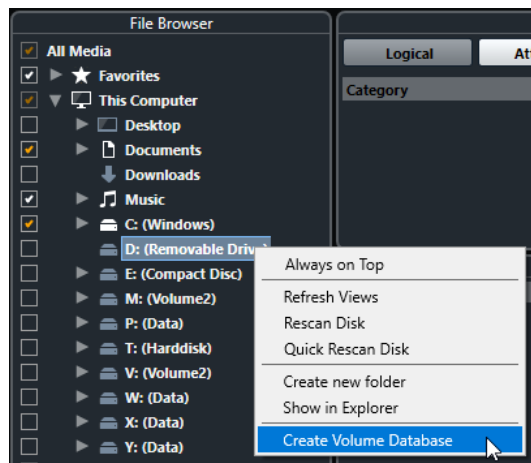 File Browser
All Media
Favorites
This Computer
Desktop
Documents
Downloads
Music
C: (Windows)
D: (Removable Drive)
E: (Compact Disc)
M: (Volume2)
P: (Data)
T: (Harddisk)
V: (Volume2)
W: (Data)
X: (Data)
Y: (Data)
Logical
Category
Always on Top
Refresh Views
Rescan Disk
Quick Rescan Disk
Create new folder
Show in Explorer
Create Volume Database